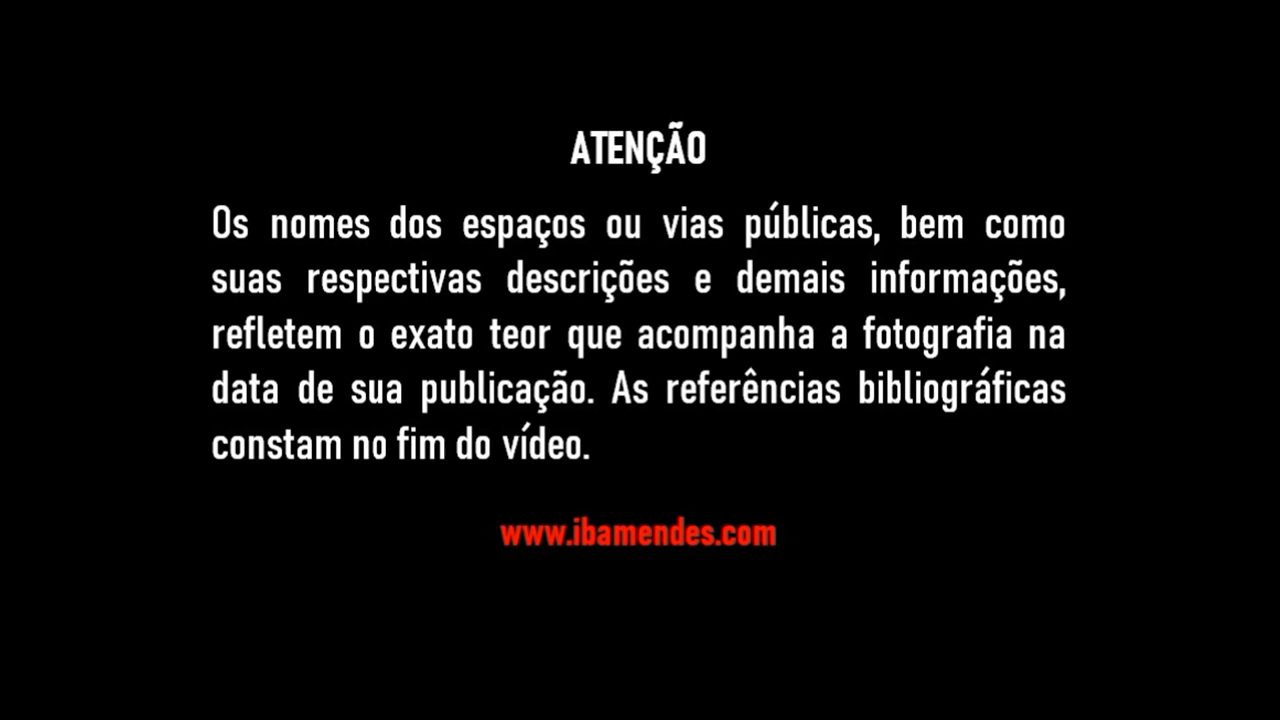 ATENÇÃO
Os nomes dos espaços ou vias públicas, bem como
suas respectivas descrições e demais informações,
refletem o exato teor que acompanha a fotografia na
data de sua publicação. As referências bibliográficas
constam no fim do vídeo.
www.ibamendes.com